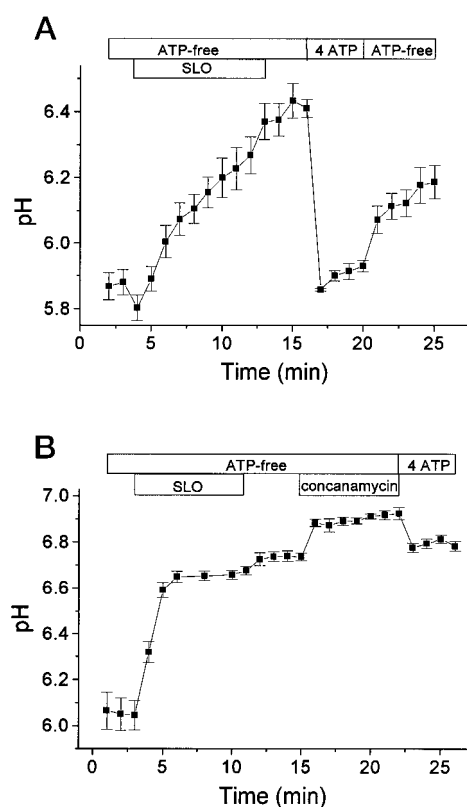 A
ATP-free
4 ATP
ATP-free
SLO
6.4
6.2
6.0
5.8
pH
0
5
10
15
20
25
Time (min)
B
ATP-free
4 ATP
SLO
concanamycin
7.0
6.8
6.6
6.4
6.2
6.0
pH
0
5
10
15
20
25
Time (min)